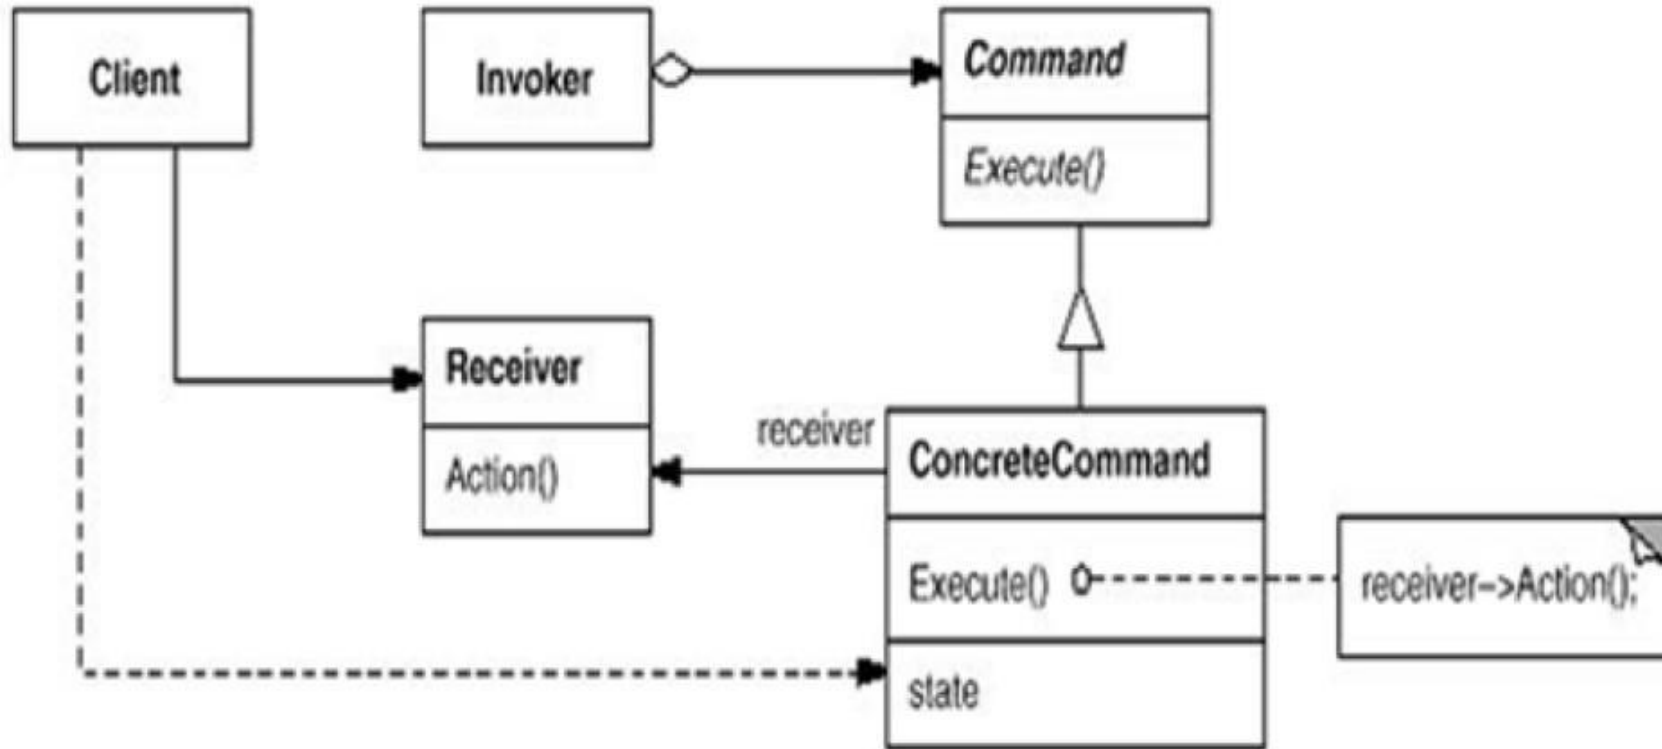 Client
Invoker
Command
Execute()
Receiver
Action()
receiver
ConcreteCommand
Execute()
receiver->Action();
state